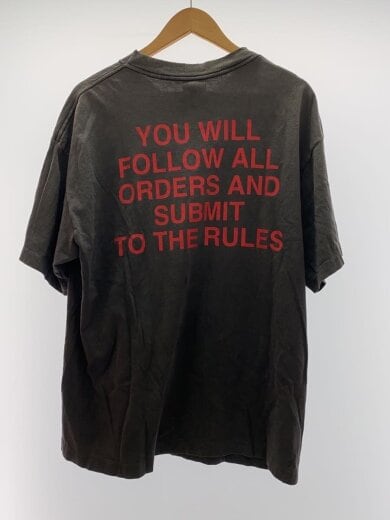 YOU WILL
FOLLOW ALL
ORDERS AND
SUBMIT
TO THE RULES